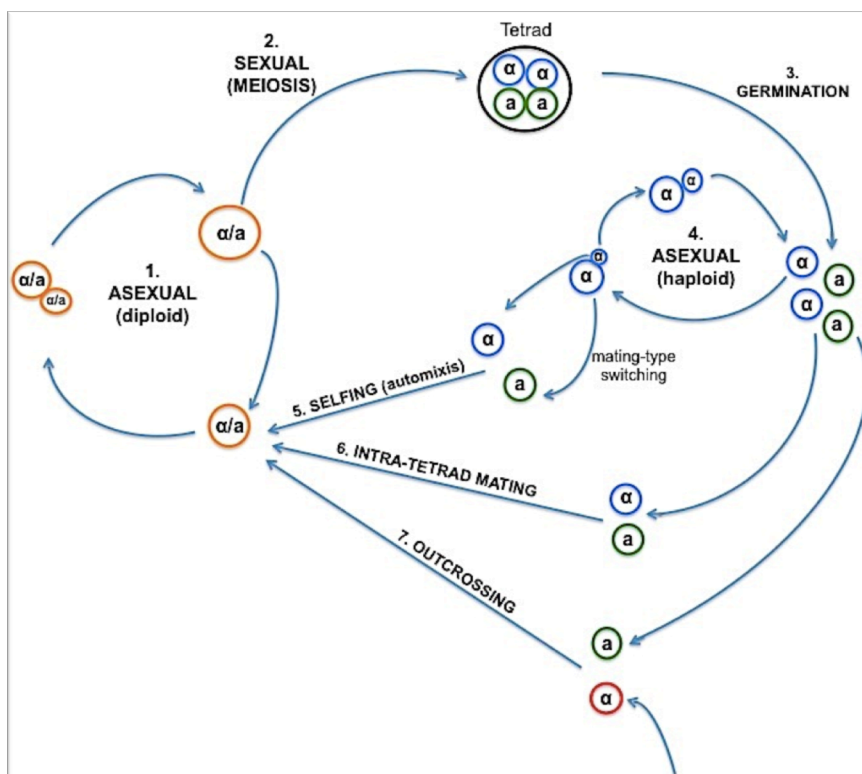 Tetrad
2.
SEXUAL
(MEIOSIS)
α
α
a
a
3.
GERMINATION
α/a
α
α
4.
ASEXUAL
(haploid)
α
α
α
a
α
a
α/a
α/a
1.
ASEXUAL
(diploid)
α
a
mating-type
switching
5. SELFING (automixis)
α/a
6. INTRA-TETRAD MATING
α
a
7. OUTCROSSING
a
α